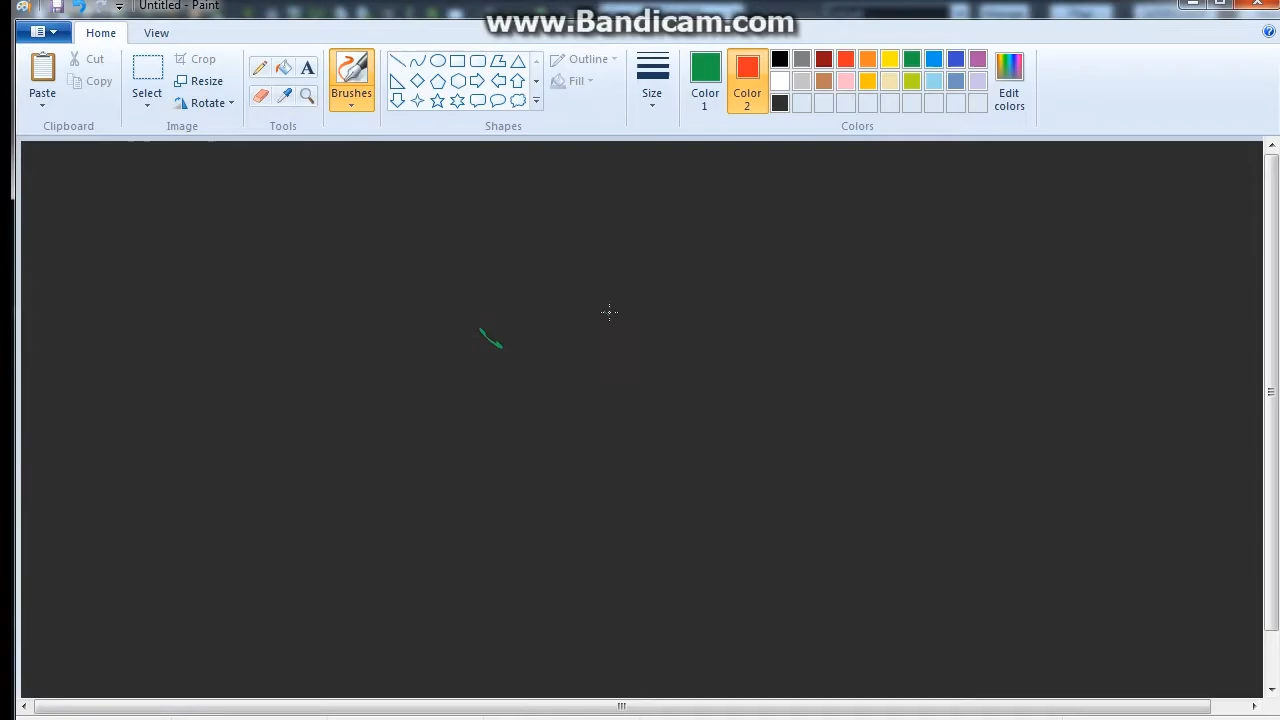 Untitled - Paint
www.Bandicam.com
Home
View
Paste
Cut
Copy
Clipboard
Select
Crop
Resize
Rotate
Image
A
Tools
Brushes
Outline
Fill
Shapes
Size
Color 1
Color 2
Edit colors
Colors